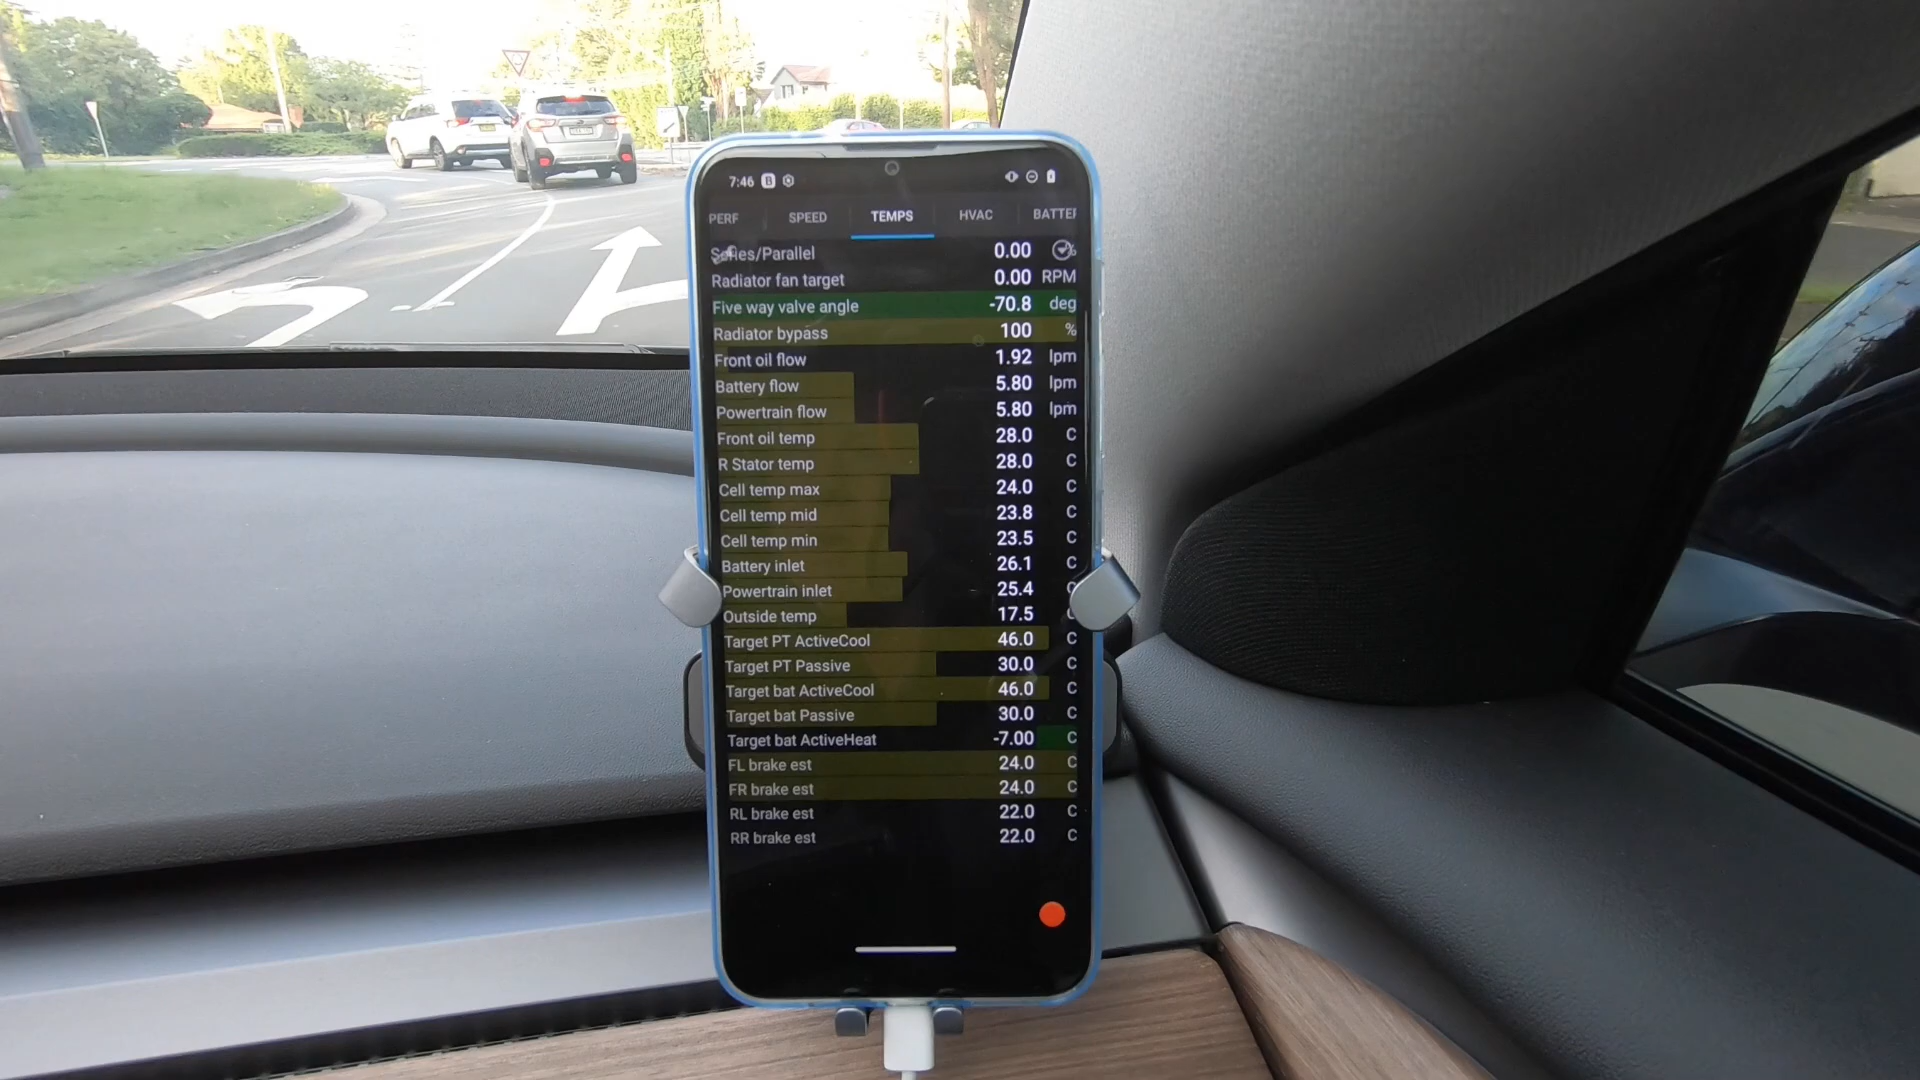 7:46 B
PERF SPEED TEMPS HVAC BATTER
Series/Parallel 0.00 %
Radiator fan target 0.00 RPM
Five way valve angle -70.8 deg
Radiator bypass 100 %
Front oil flow 1.92 lpm
Battery flow 5.80 lpm
Powertrain flow 5.80 lpm
Front oil temp 28.0 C
R Stator temp 28.0 C
Cell temp max 24.0 C
Cell temp mid 23.8 C
Cell temp min 23.5 C
Battery inlet 26.1 C
Powertrain inlet 25.4 C
Outside temp 17.5 C
Target PT ActiveCool 46.0 C
Target PT Passive 30.0 C
Target bat ActiveCool 46.0 C
Target bat Passive 30.0 C
Target bat ActiveHeat -7.00 C
FL brake est 24.0 C
FR brake est 24.0 C
RL brake est 22.0 C
RR brake est 22.0 C